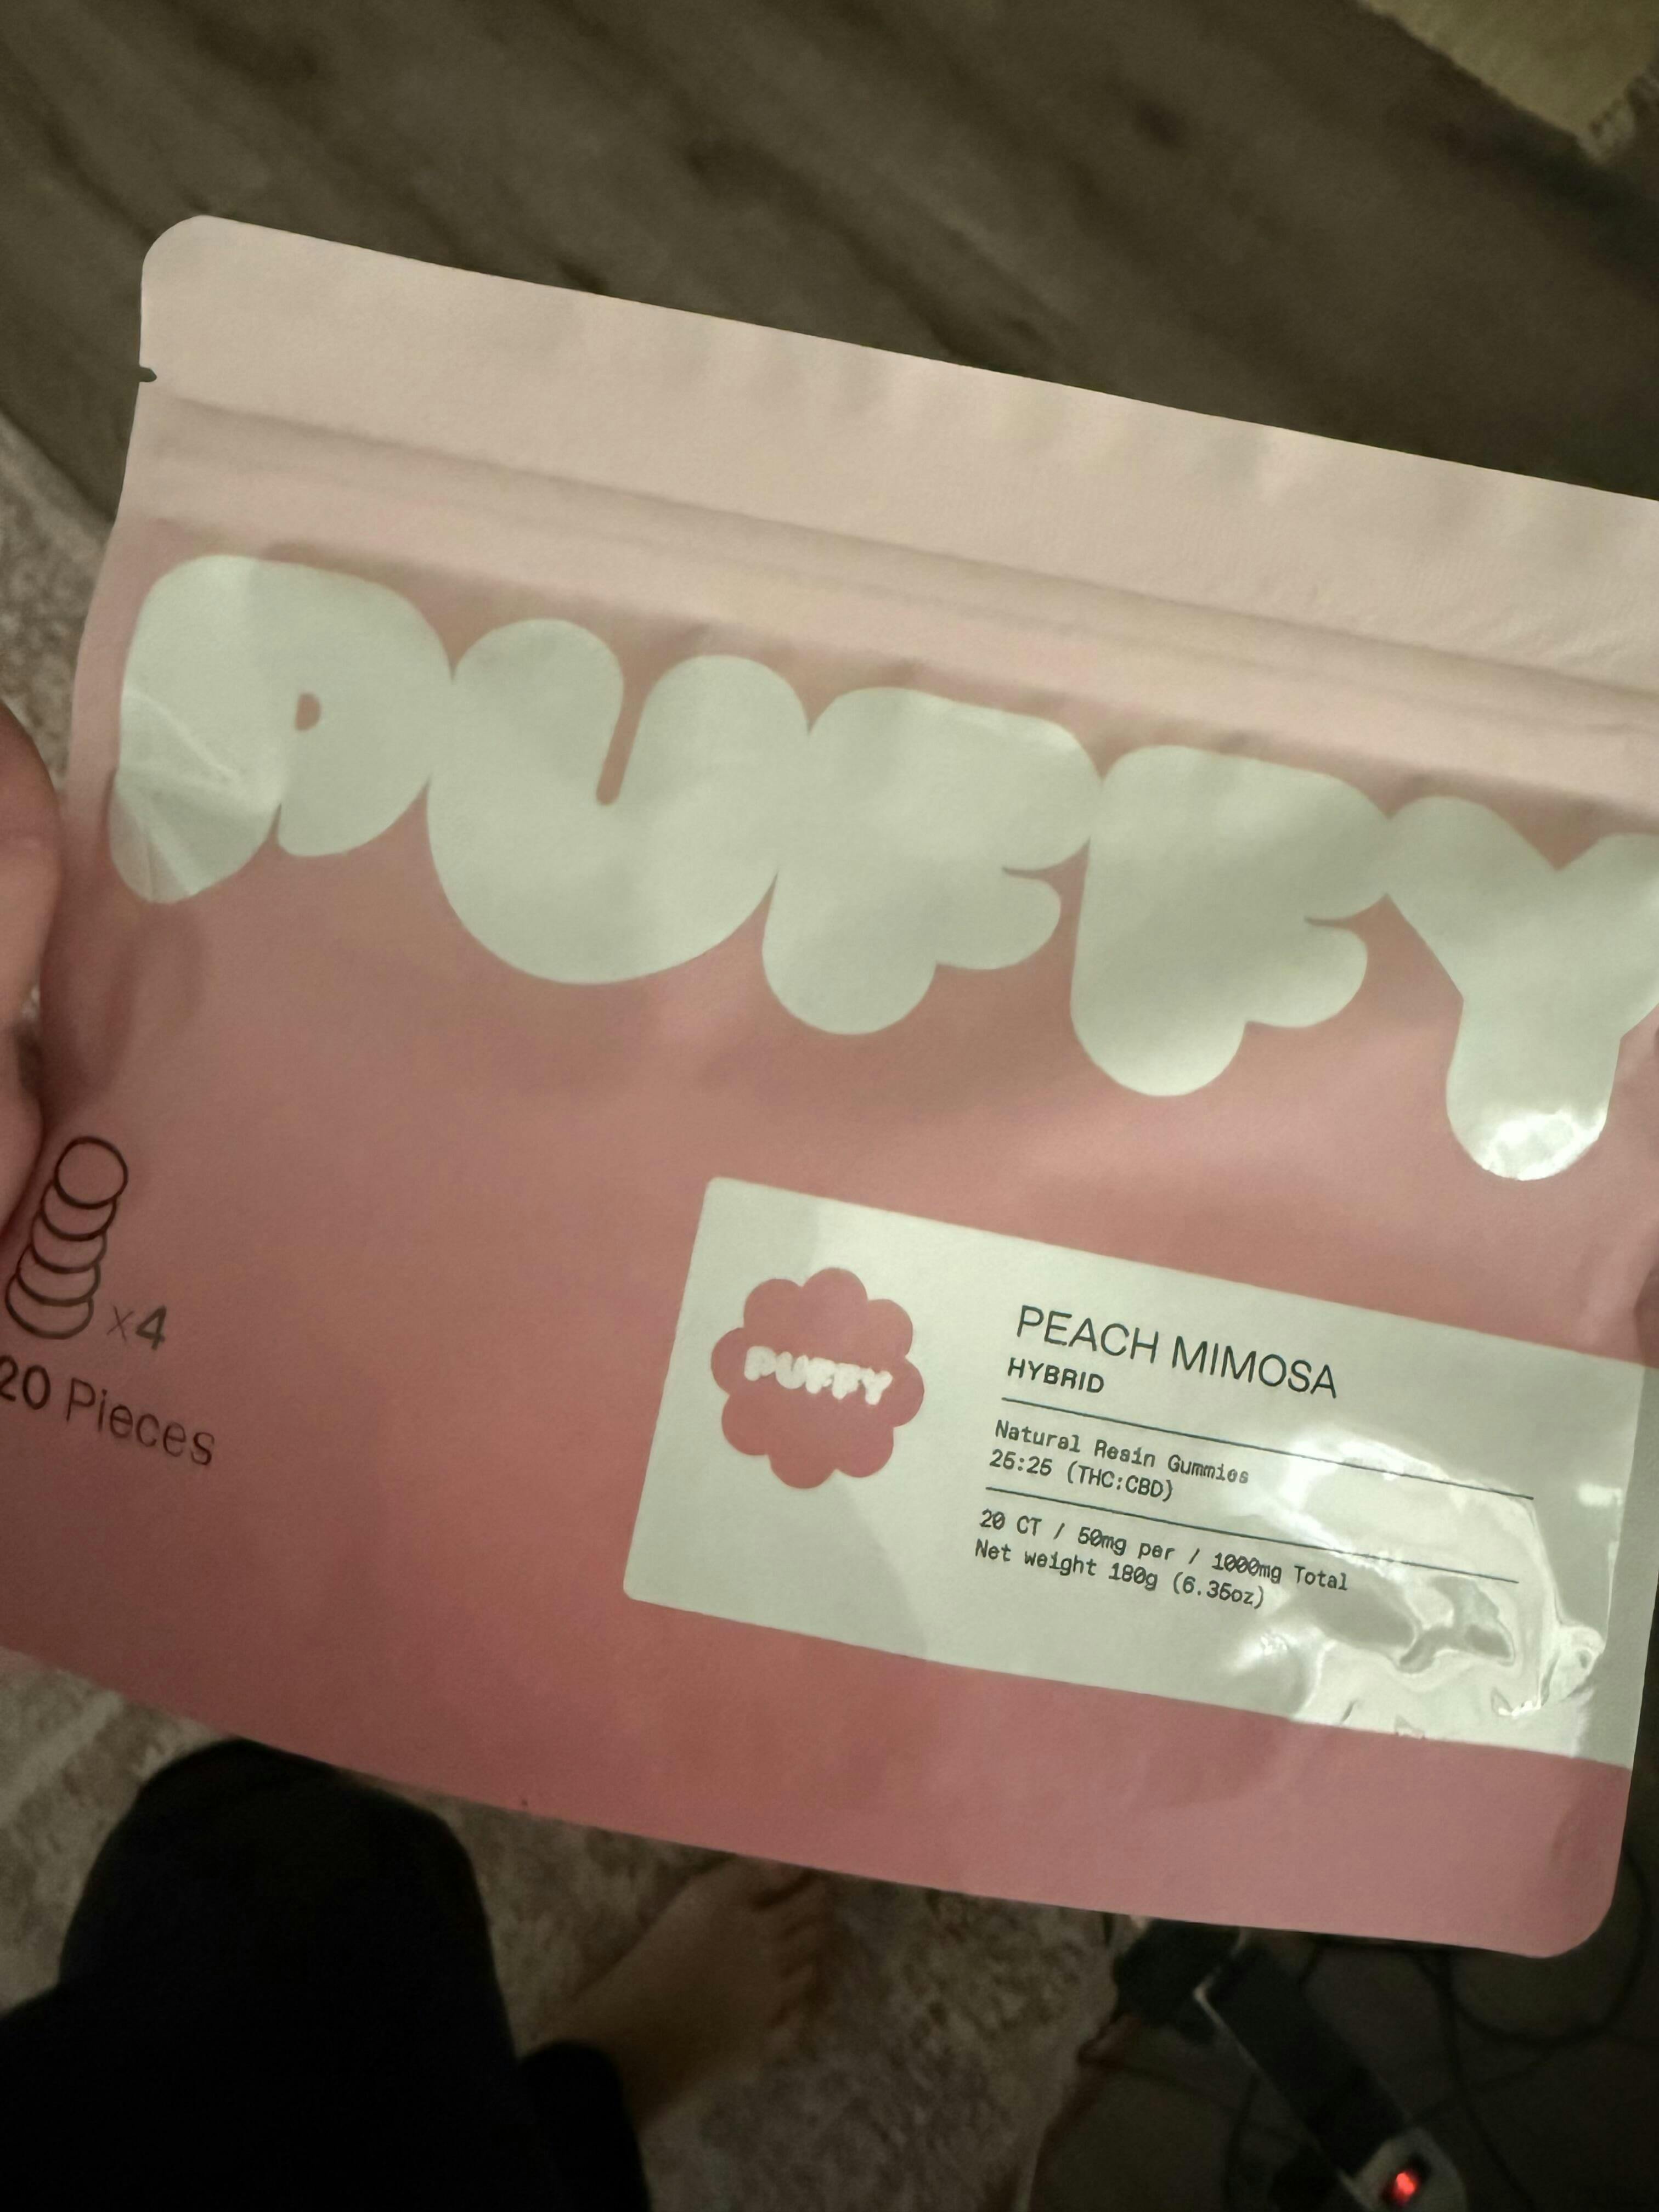 PUFFY
x4
20 Pieces
PUFFY
PEACH MIMOSA
HYBRID
Natural Resin Gummies
25:25 (THC:CBD)
20 CT / 50mg per / 1000mg Total
Net weight 180g (6.35oz)